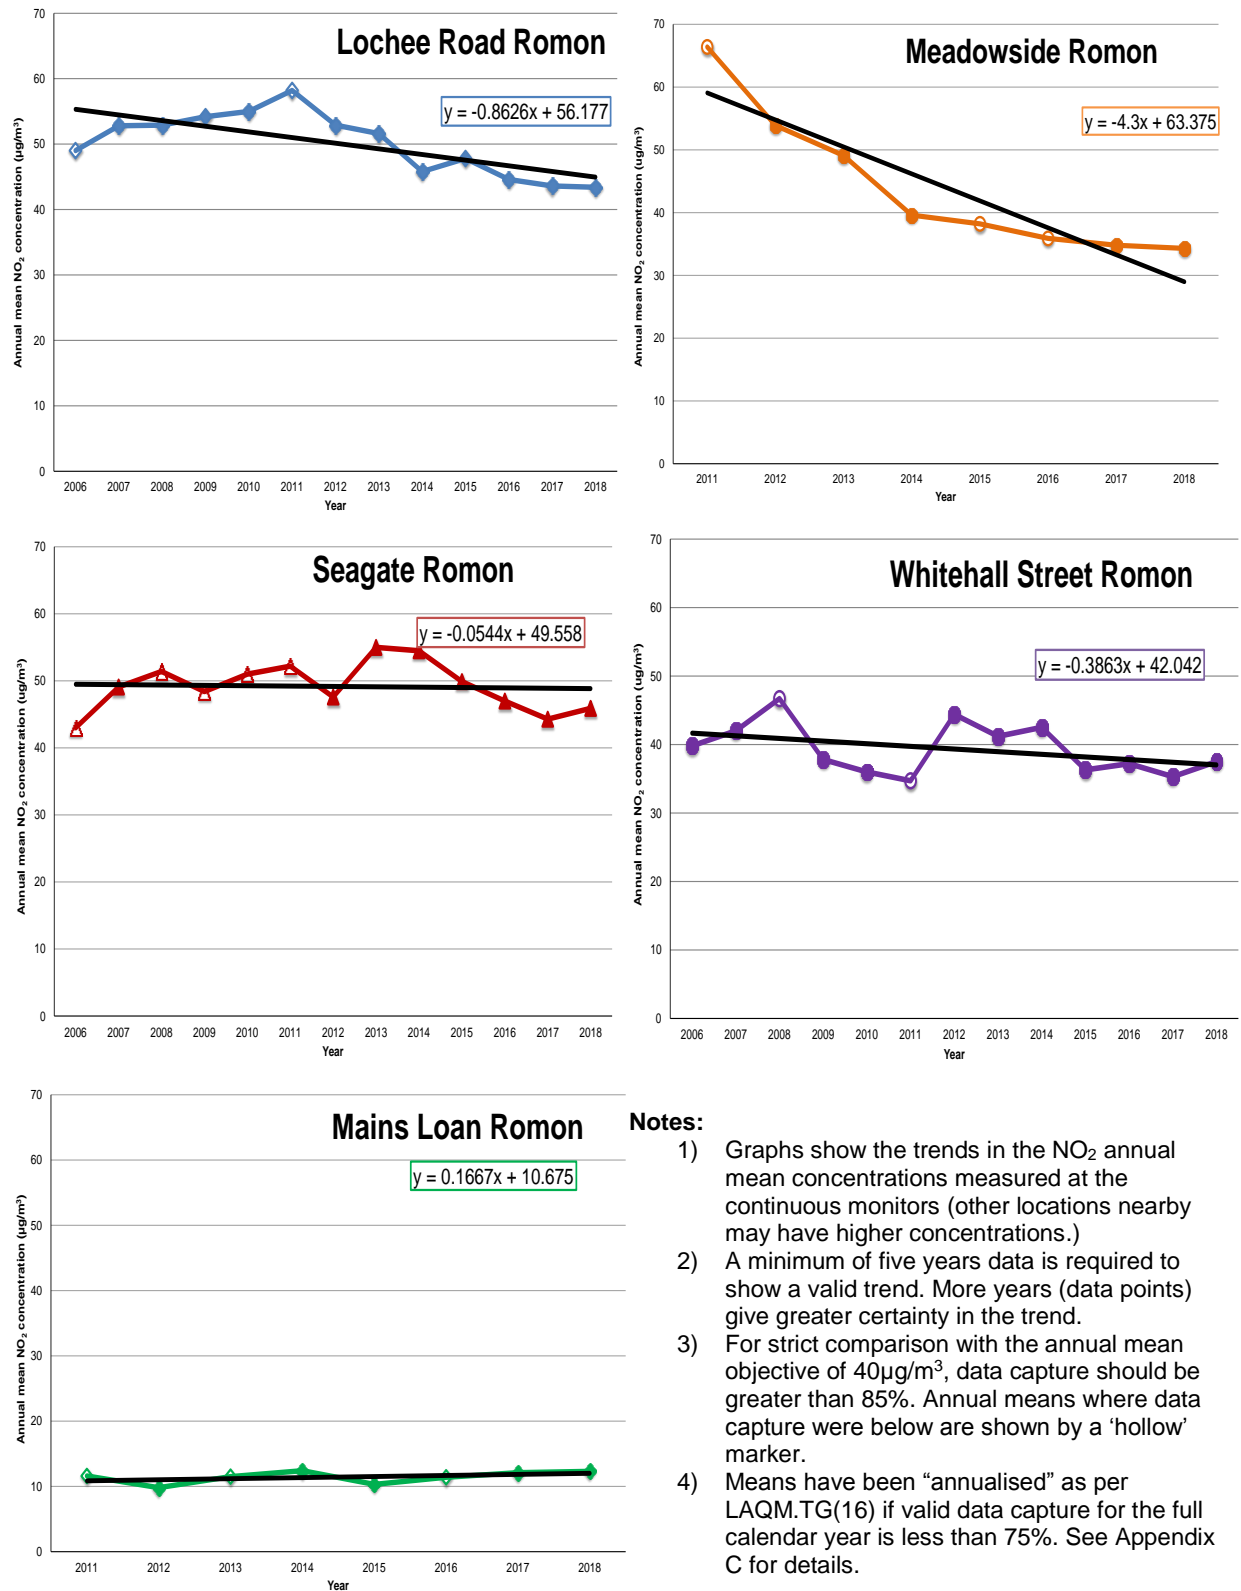 Lochee Road Romon
y = -0.8626x + 56.177
Annual mean NO₂ concentration (µg/m³)
70
60
50
40
30
20
10
0
2006 2007 2008 2009 2010 2011 2012 2013 2014 2015 2016 2017 2018
Year
Meadowside Romon
y = -4.3x + 63.375
Annual mean NO₂ concentration (ug/m³)
70
60
50
40
30
20
10
0
2011 2012 2013 2014 2015 2016 2017 2018
Year
Seagate Romon
y = -0.0544x + 49.558
Annual mean NO₂ concentration (ug/m³)
70
60
50
40
30
20
10
0
2006 2007 2008 2009 2010 2011 2012 2013 2014 2015 2016 2017 2018
Year
Whitehall Street Romon
y = -0.3863x + 42.042
Annual mean NO₂ concentration (ug/m³)
70
60
50
40
30
20
10
0
2006 2007 2008 2009 2010 2011 2012 2013 2014 2015 2016 2017 2018
Year
Mains Loan Romon
y = 0.1667x + 10.675
Annual mean NO₂ concentration (µg/m³)
70
60
50
40
30
20
10
0
2011 2012 2013 2014 2015 2016 2017 2018
Year
Notes:
1) Graphs show the trends in the NO₂ annual
mean concentrations measured at the
continuous monitors (other locations nearby
may have higher concentrations.)
2) A minimum of five years data is required to
show a valid trend. More years (data points)
give greater certainty in the trend.
3) For strict comparison with the annual mean
objective of 40µg/m³, data capture should be
greater than 85%. Annual means where data
capture were below are shown by a ‘hollow’
marker.
4) Means have been “annualised” as per
LAQM.TG(16) if valid data capture for the full
calendar year is less than 75%. See Appendix
C for details.